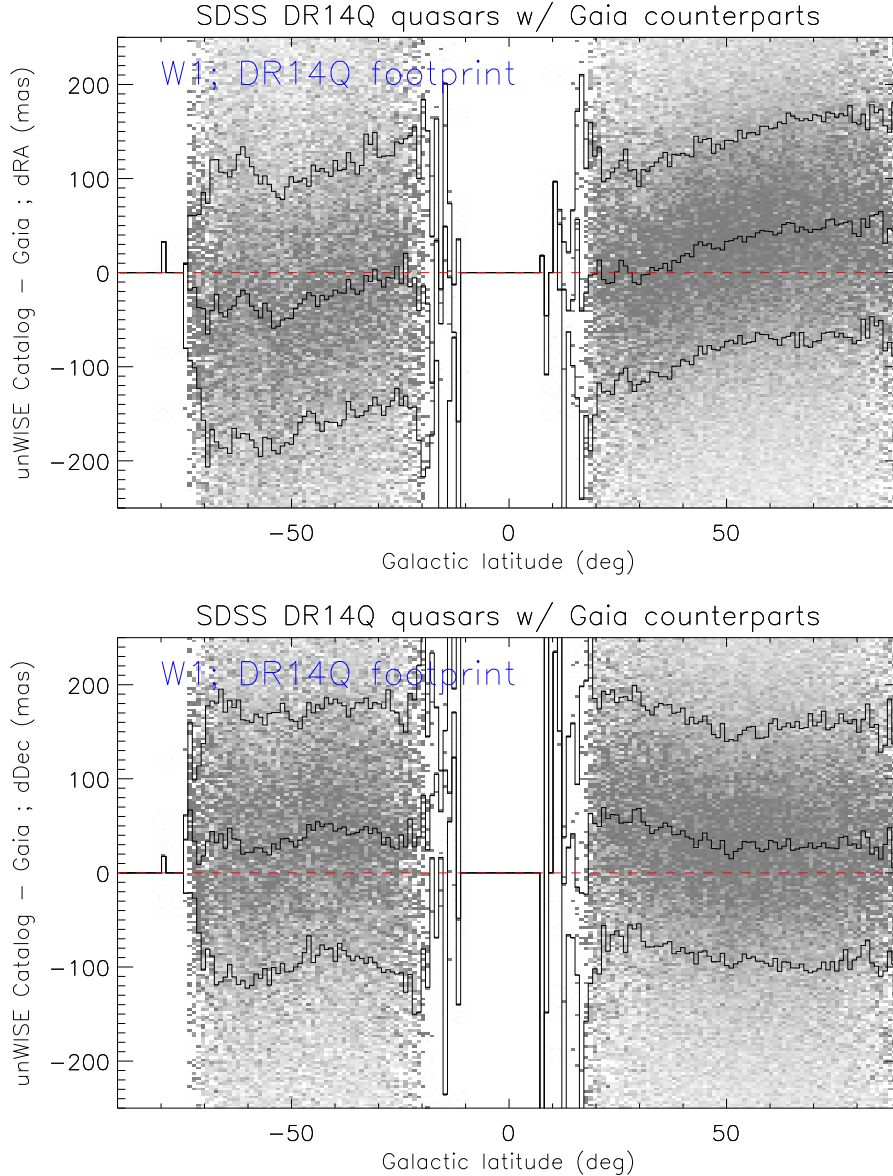 SDSS DR14Q quasars w/ Gaia counterparts
W1; DR14Q footprint
unWISE Catalog − Gaia ; dRA (mas)
200
100
0
−100
−200
−50 0 50
Galactic latitude (deg)
SDSS DR14Q quasars w/ Gaia counterparts
W1; DR14Q footprint
unWISE Catalog − Gaia ; dDec (mas)
200
100
0
−100
−200
−50 0 50
Galactic latitude (deg)